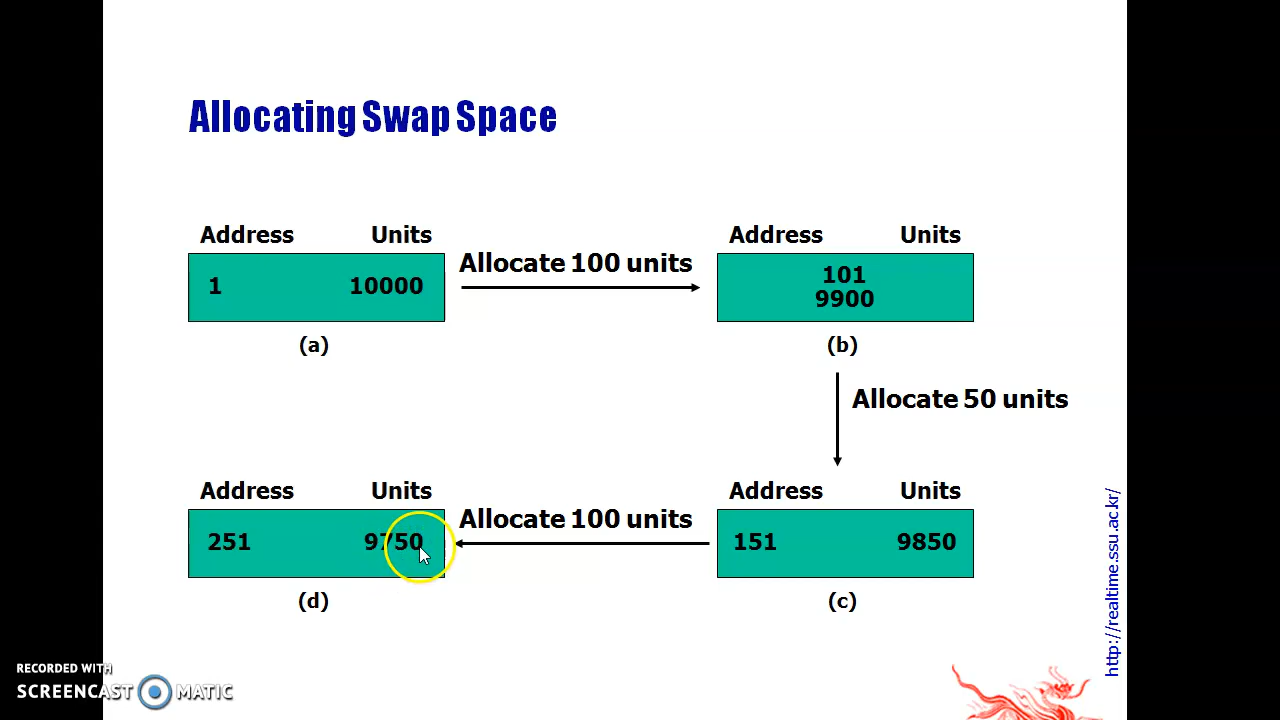 Allocating Swap Space
Address Units
1 10000
(a)
Allocate 100 units
Address Units
101
9900
(b)
Allocate 50 units
Address Units
251 9750
(d)
Allocate 100 units
Address Units
151 9850
(c)
http://realtime.ssu.ac.kr/
RECORDED WITH
SCREENCAST MATIC